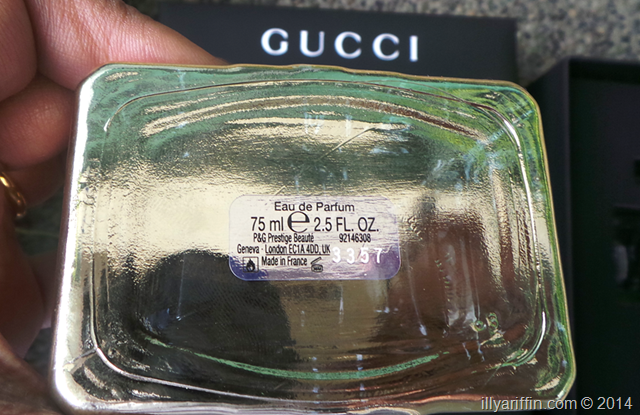 GUCCI
Eau de Parfum
75 ml e 2.5 FL. OZ.
P&G Prestige Beauté 92146308
Geneva · London EC1A 4DD, UK
Made in France
3357
illyariffin.com © 2014